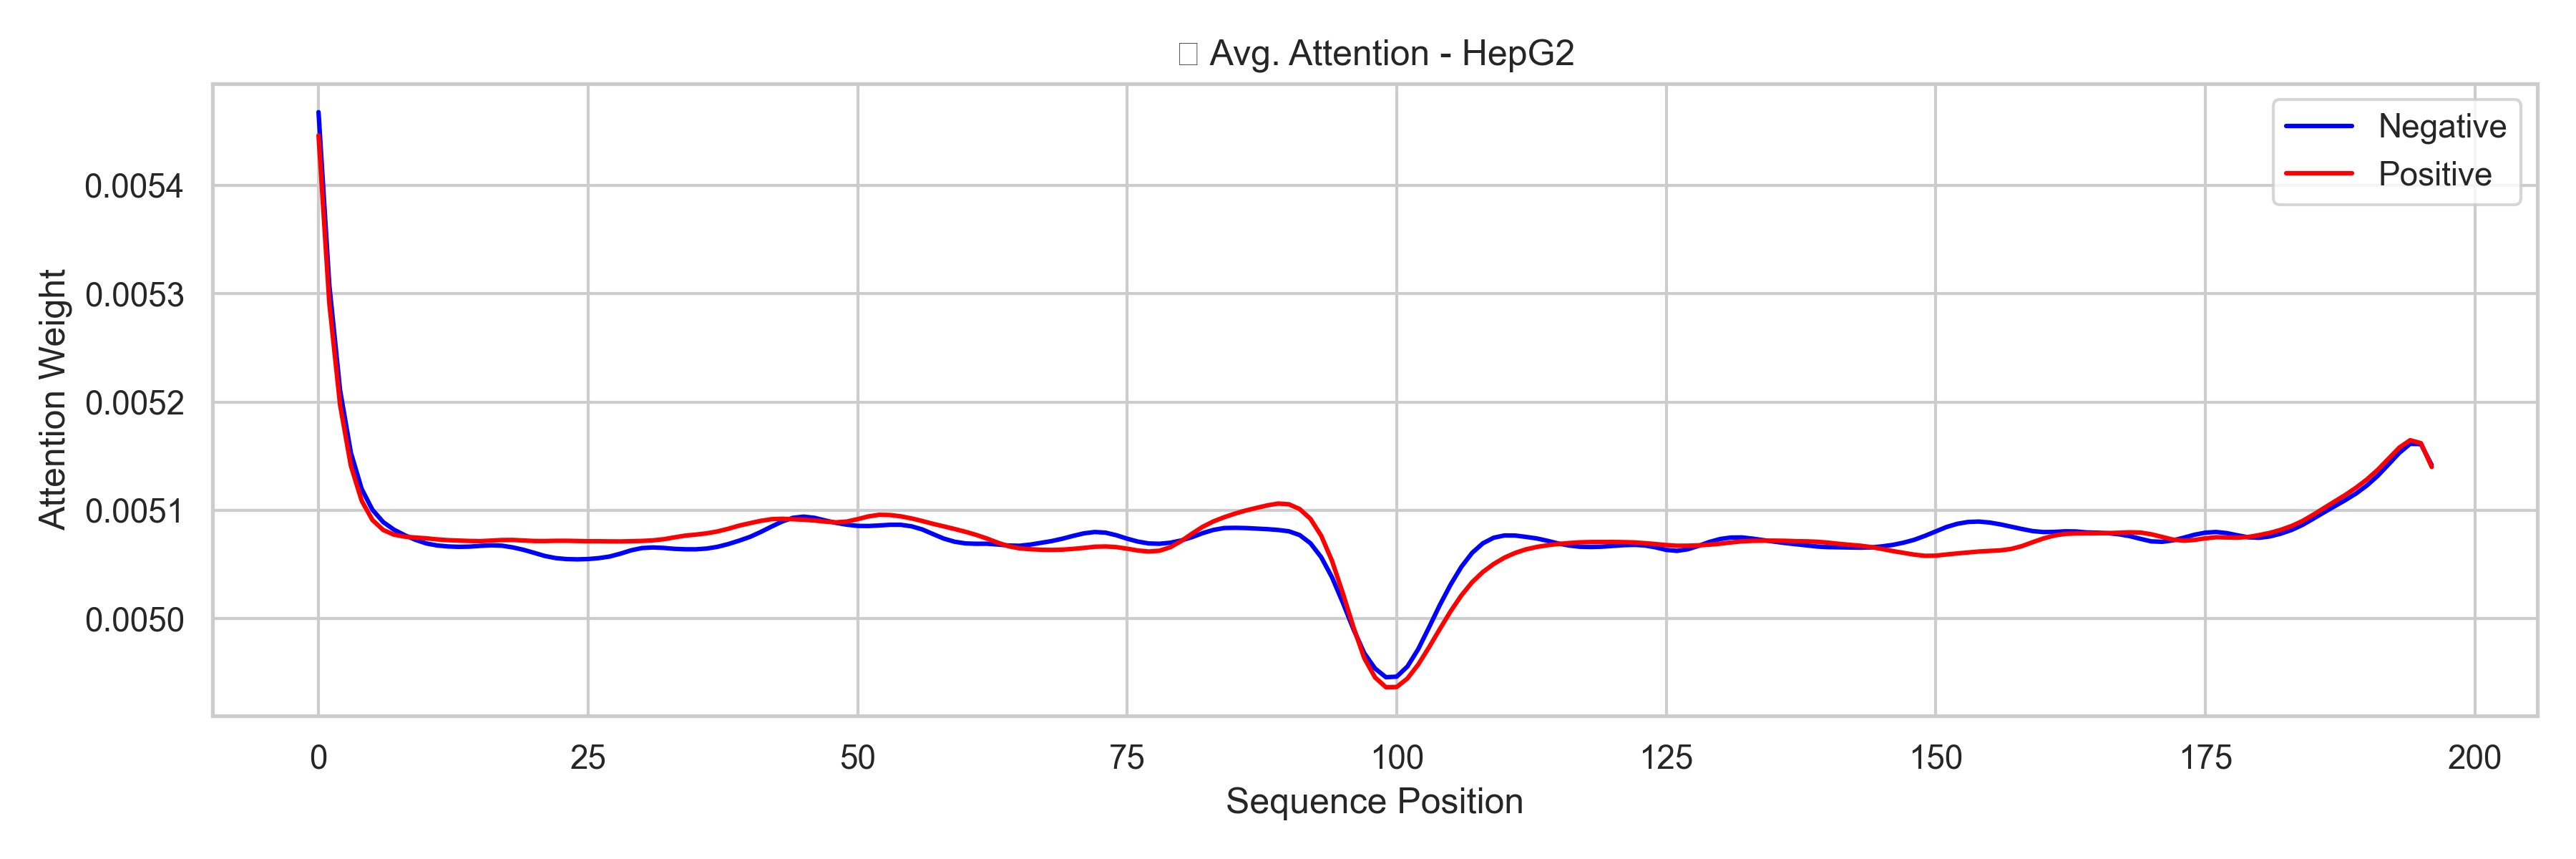 Avg. Attention - HepG2
Negative
Positive
Attention Weight
0.0054
0.0053
0.0052
0.0051
0.0050
0
25
50
75
100
125
150
175
200
Sequence Position